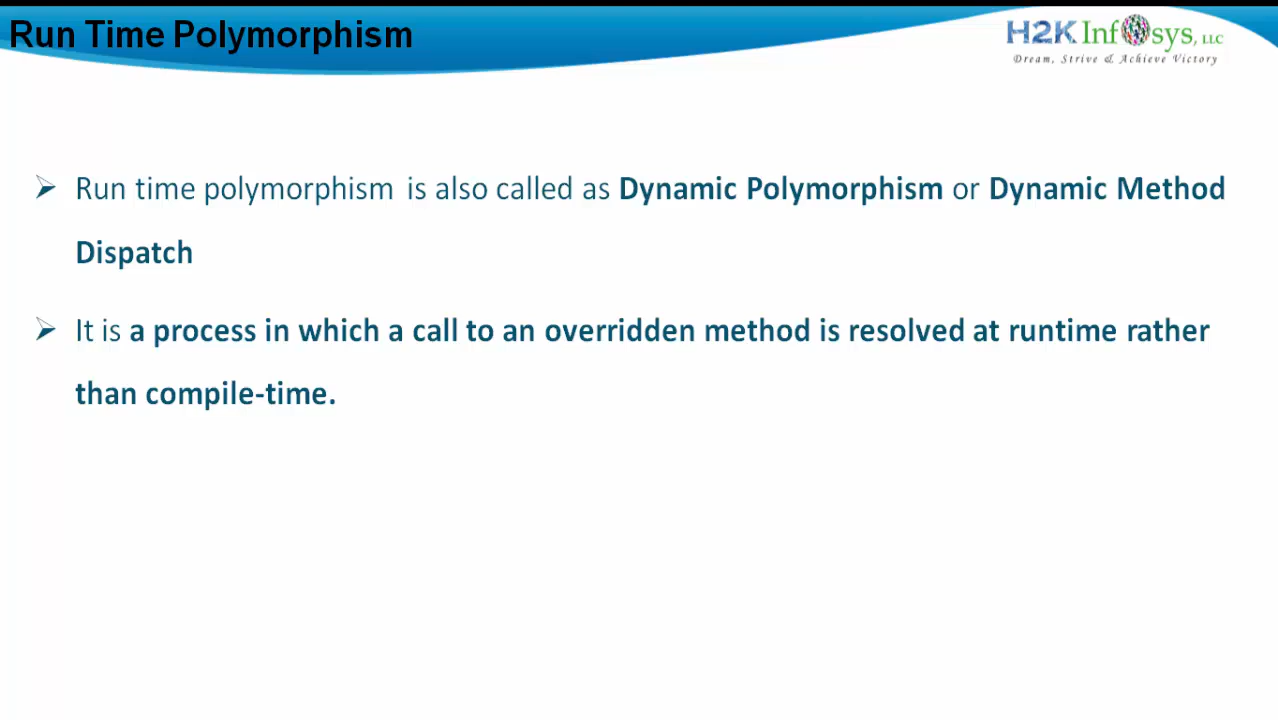 Run Time Polymorphism
H2K Infosys, LLC
Dream, Strive & Achieve Victory
➢ Run time polymorphism is also called as Dynamic Polymorphism or Dynamic Method
Dispatch
➢ It is a process in which a call to an overridden method is resolved at runtime rather
than compile-time.